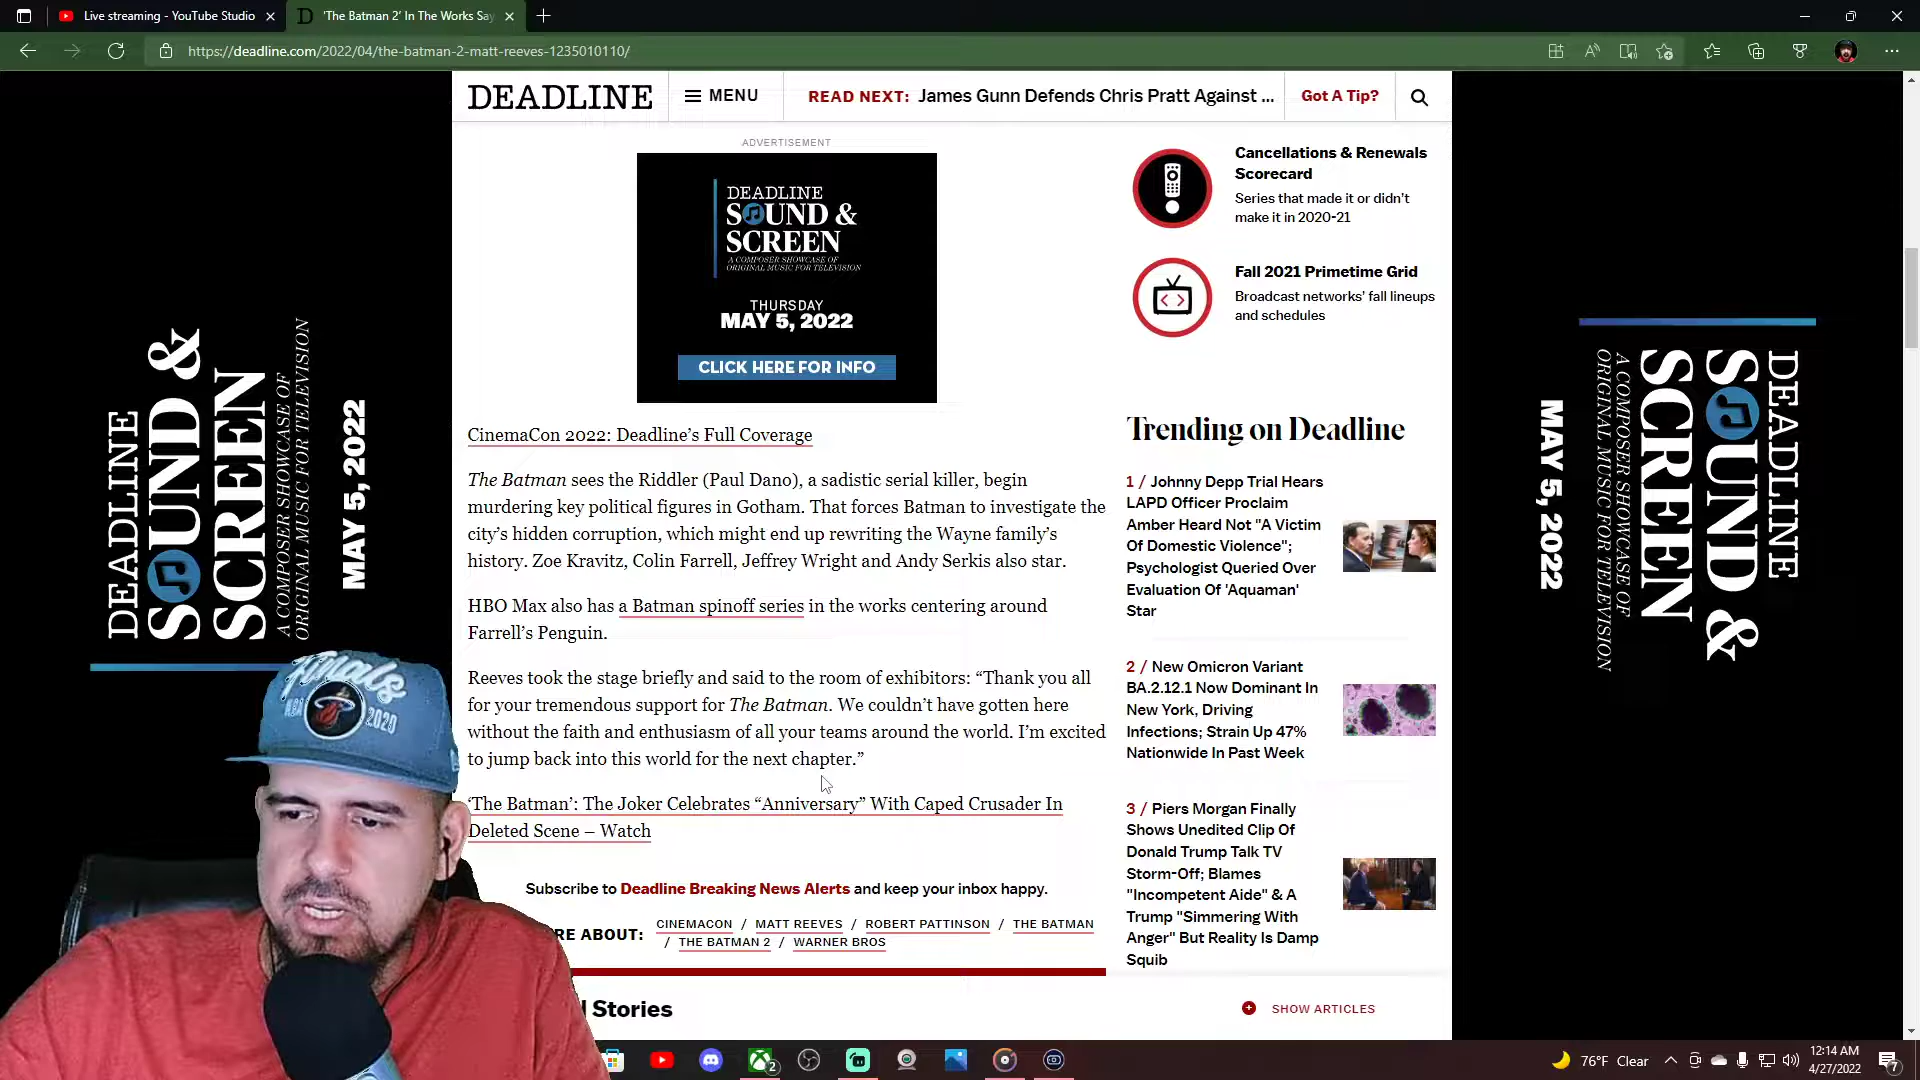 Live streaming - YouTube Studio
'The Batman 2' In The Works Say
https://deadline.com/2022/04/the-batman-2-matt-reeves-1235010110/
DEADLINE
MENU
READ NEXT: James Gunn Defends Chris Pratt Against ...
Got A Tip?
ADVERTISEMENT
DEADLINE
SOUND &
SCREEN
A COMPOSER SHOWCASE OF
ORIGINAL MUSIC FOR TELEVISION
THURSDAY
MAY 5, 2022
CLICK HERE FOR INFO
Cancellations & Renewals
Scorecard
Series that made it or didn't
make it in 2020-21
Fall 2021 Primetime Grid
Broadcast networks' fall lineups
and schedules
DEADLINE
SOUND &
SCREEN
A COMPOSER SHOWCASE OF
ORIGINAL MUSIC FOR TELEVISION
MAY 5, 2022
CinemaCon 2022: Deadline's Full Coverage
The Batman sees the Riddler (Paul Dano), a sadistic serial killer, begin
murdering key political figures in Gotham. That forces Batman to investigate the
city's hidden corruption, which might end up rewriting the Wayne family's
history. Zoe Kravitz, Colin Farrell, Jeffrey Wright and Andy Serkis also star.
HBO Max also has a Batman spinoff series in the works centering around
Farrell's Penguin.
Reeves took the stage briefly and said to the room of exhibitors: “Thank you all
for your tremendous support for The Batman. We couldn't have gotten here
without the faith and enthusiasm of all your teams around the world. I'm excited
to jump back into this world for the next chapter.”
‘The Batman’: The Joker Celebrates “Anniversary” With Caped Crusader In
Deleted Scene – Watch
Subscribe to Deadline Breaking News Alerts and keep your inbox happy.
RE ABOUT: CINEMACON / MATT REEVES / ROBERT PATTINSON / THE BATMAN
/ THE BATMAN 2 / WARNER BROS
Stories
SHOW ARTICLES
Trending on Deadline
1 / Johnny Depp Trial Hears
LAPD Officer Proclaim
Amber Heard Not "A Victim
Of Domestic Violence";
Psychologist Queried Over
Evaluation Of 'Aquaman'
Star
2 / New Omicron Variant
BA.2.12.1 Now Dominant In
New York, Driving
Infections; Strain Up 47%
Nationwide In Past Week
3 / Piers Morgan Finally
Shows Unedited Clip Of
Donald Trump Talk TV
Storm-Off; Blames
"Incompetent Aide" & A
Trump "Simmering With
Anger" But Reality Is Damp
Squib
DEADLINE
SOUND &
SCREEN
A COMPOSER SHOWCASE OF
ORIGINAL MUSIC FOR TELEVISION
MAY 5, 2022
Finals
2020
2
76°F Clear
12:14 AM
4/27/2022
7